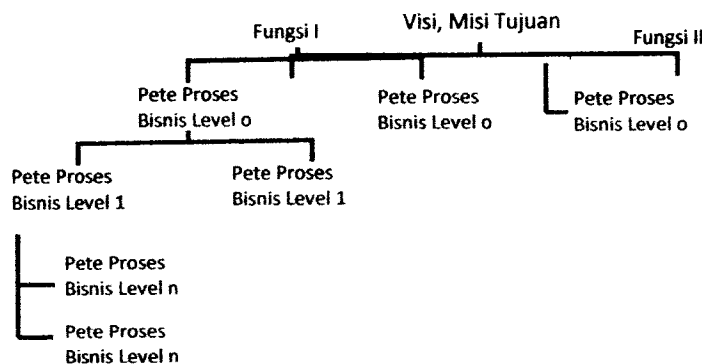 Visi, Misi Tujuan
Fungsi I
Fungsi II
Pete Proses
Bisnis Level o
Pete Proses
Bisnis Level o
Pete Proses
Bisnis Level o
Pete Proses
Bisnis Level 1
Pete Proses
Bisnis Level 1
Pete Proses
Bisnis Level n
Pete Proses
Bisnis Level n